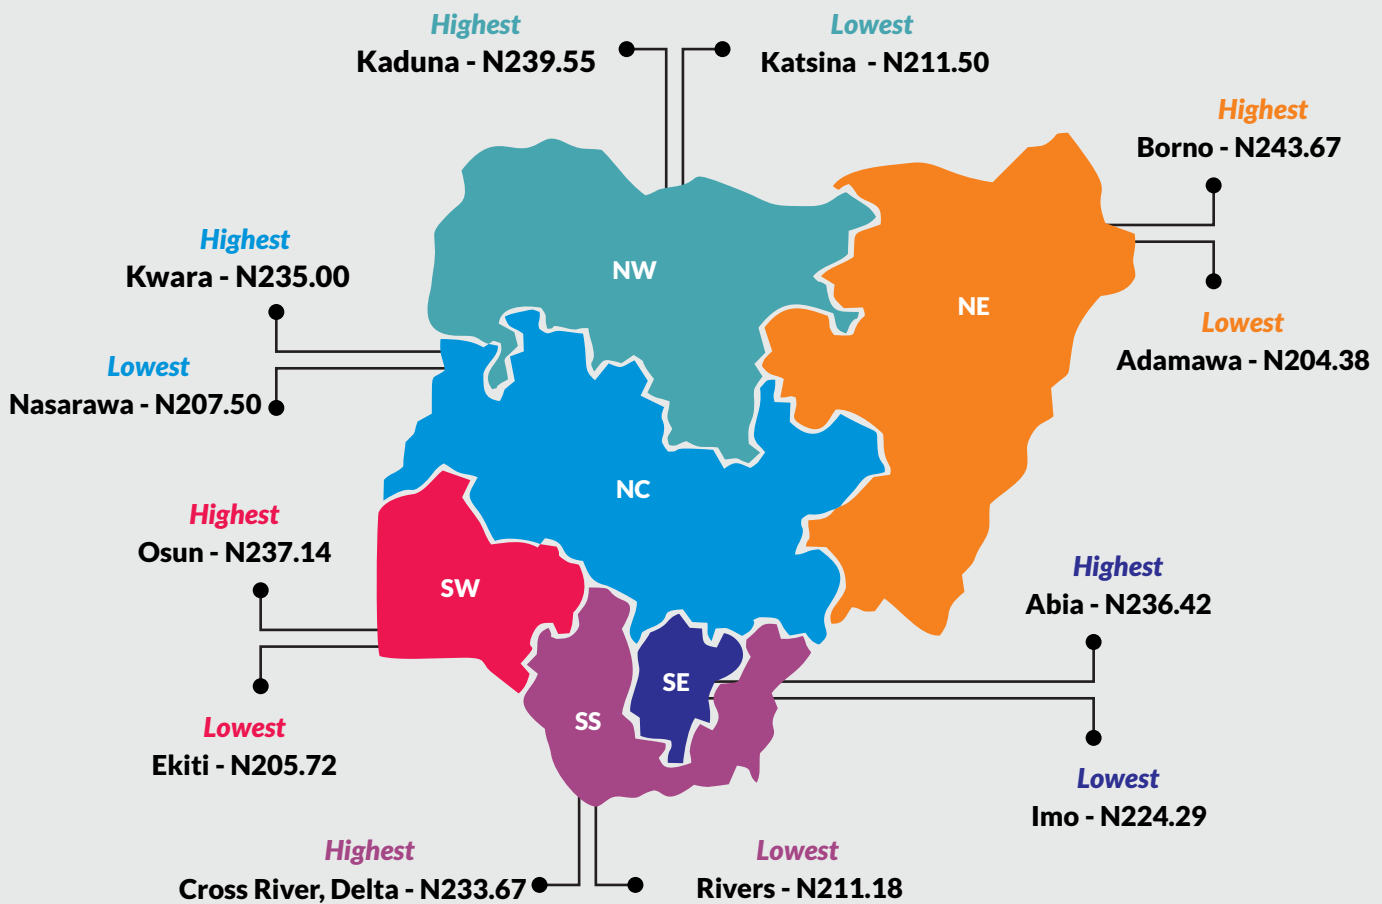 Highest
Kaduna - N239.55
Lowest
Katsina - N211.50
Highest
Borno - N243.67
Lowest
Adamawa - N204.38
Highest
Kwara - N235.00
Lowest
Nasarawa - N207.50
NW
NE
NC
Highest
Osun - N237.14
Lowest
Ekiti - N205.72
SW
SS
SE
Highest
Abia - N236.42
Lowest
Imo - N224.29
Highest
Cross River, Delta - N233.67
Lowest
Rivers - N211.18